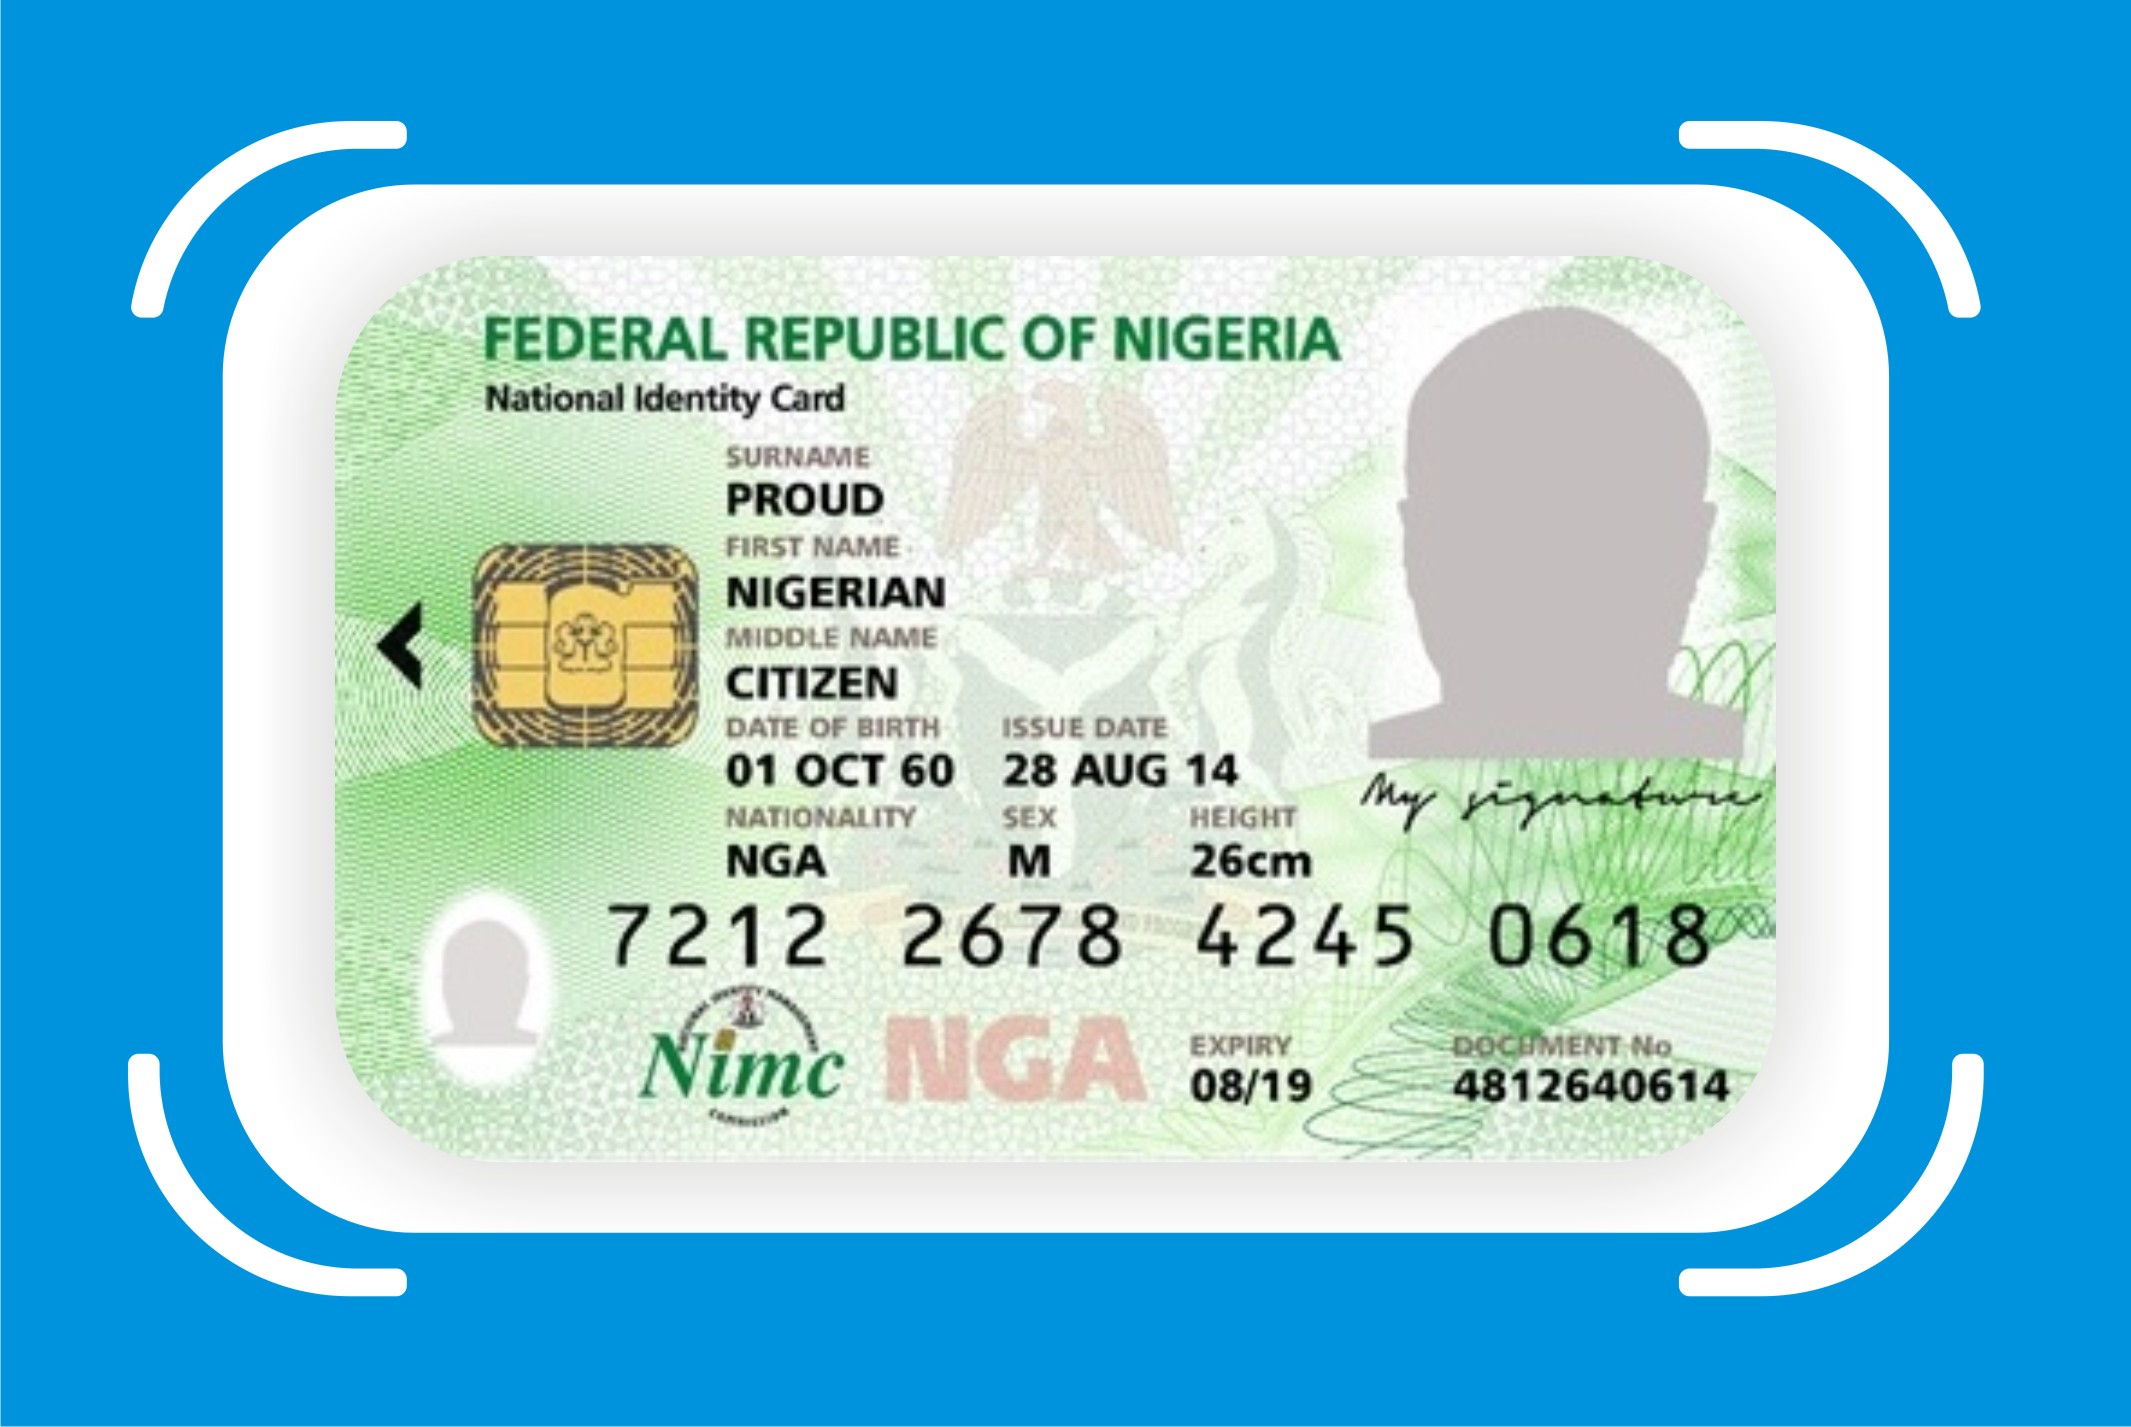 FEDERAL REPUBLIC OF NIGERIA
National Identity Card
SURNAME
PROUD
FIRST NAME
NIGERIAN
MIDDLE NAME
CITIZEN
DATE OF BIRTH ISSUE DATE
01 OCT 60 28 AUG 14
NATIONALITY SEX HEIGHT
NGA M 26cm
My signature
7212 2678 4245 0618
Nimc
COMMISSION
NGA
EXPIRY DOCUMENT No
08/19 4812640614